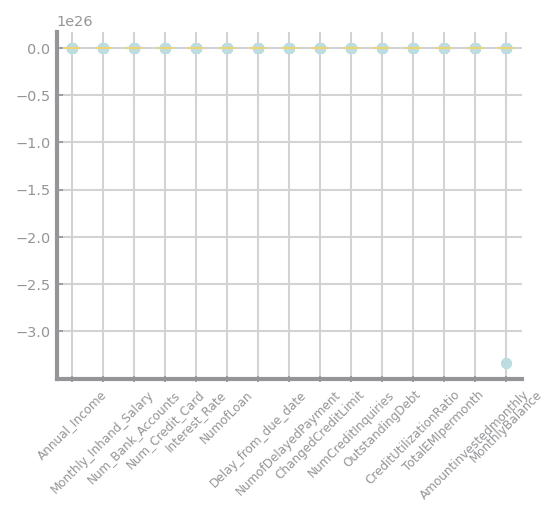 1e26
0.0
−0.5
−1.0
−1.5
−2.0
−2.5
−3.0
Annual_Income
Monthly_Inhand_Salary
Num_Bank_Accounts
Num_Credit_Card
Interest_Rate
NumofLoan
Delay_from_due_date
NumofDelayedPayment
ChangedCreditLimit
NumCreditInquiries
OutstandingDebt
CreditUtilizationRatio
TotalEMIpermonth
Amountinvestedmonthly
MonthlyBalance